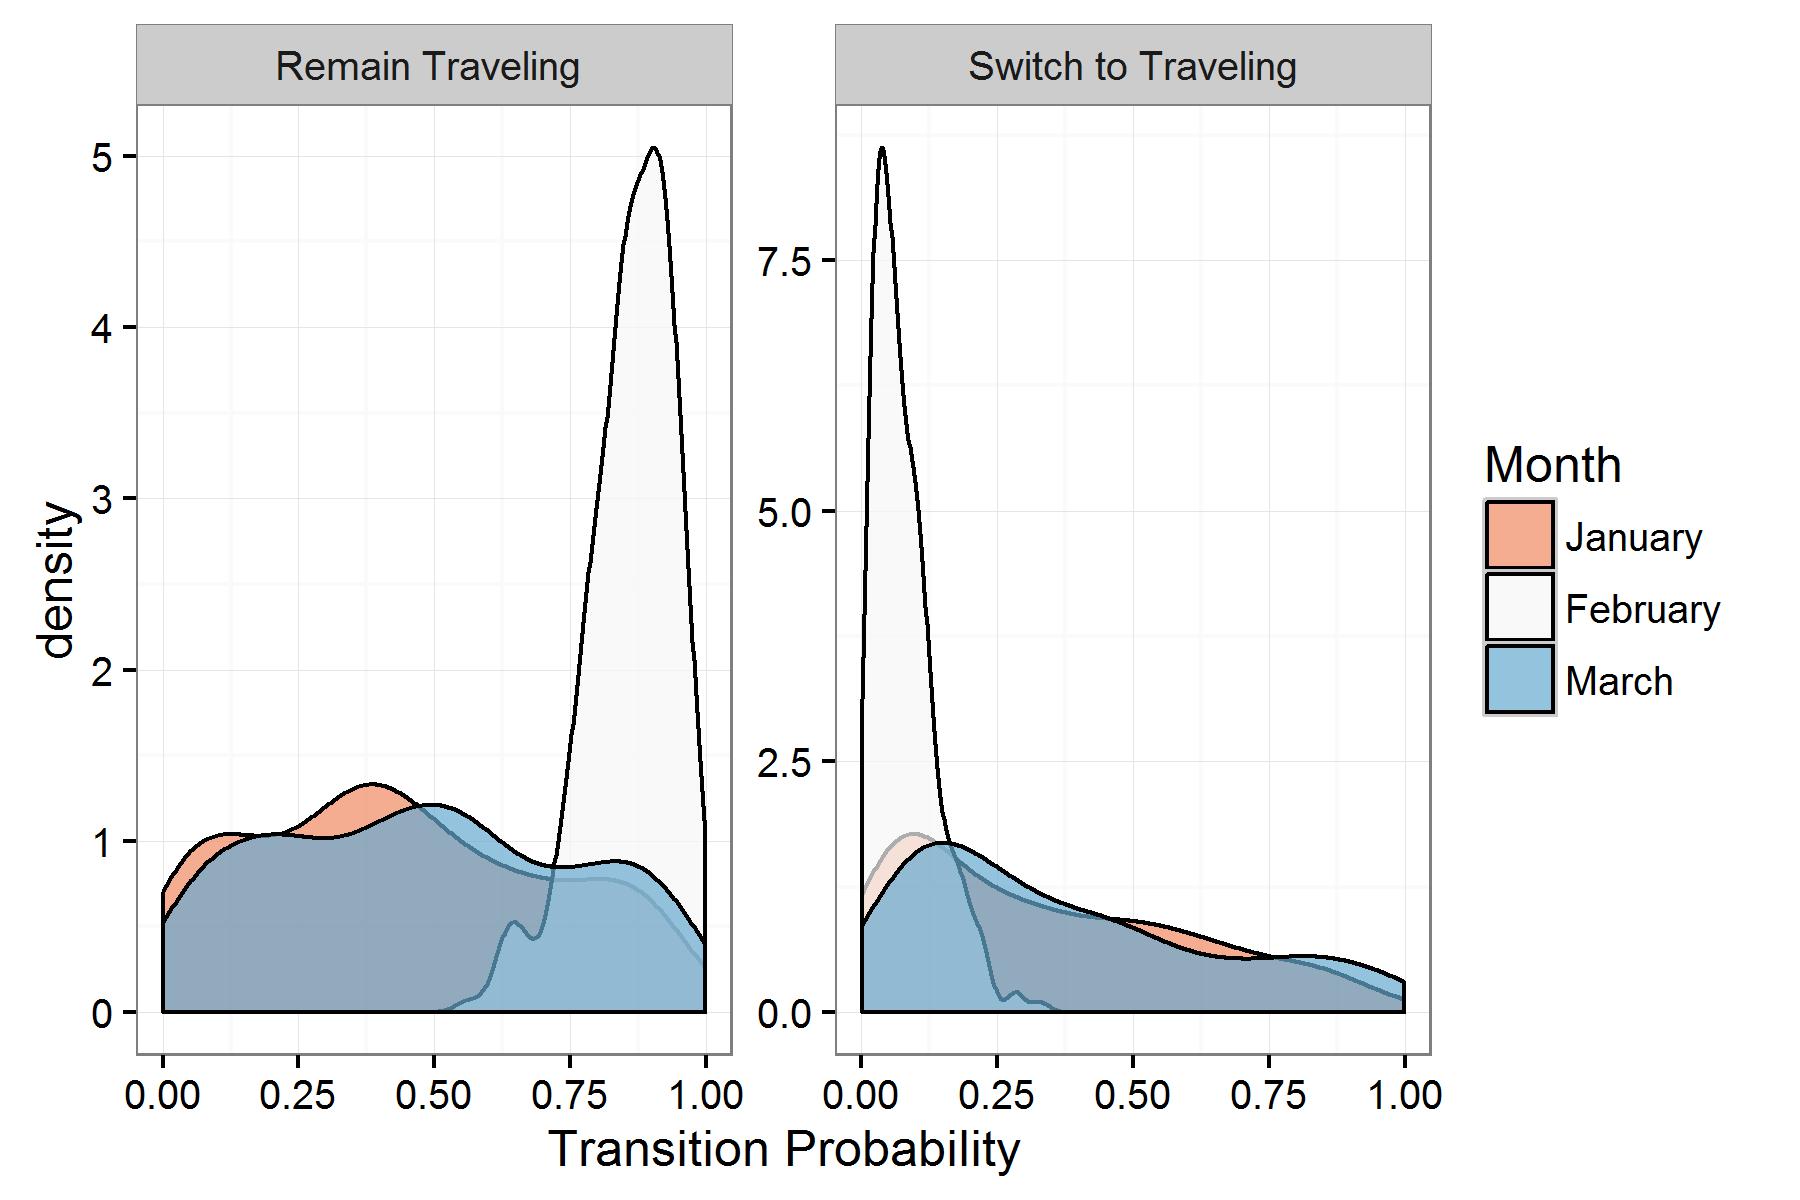 Remain Traveling
Switch to Traveling
density
5
4
3
2
1
0
7.5
5.0
2.5
0.0
0.00 0.25 0.50 0.75 1.00
0.00 0.25 0.50 0.75 1.00
Transition Probability
Month
January
February
March